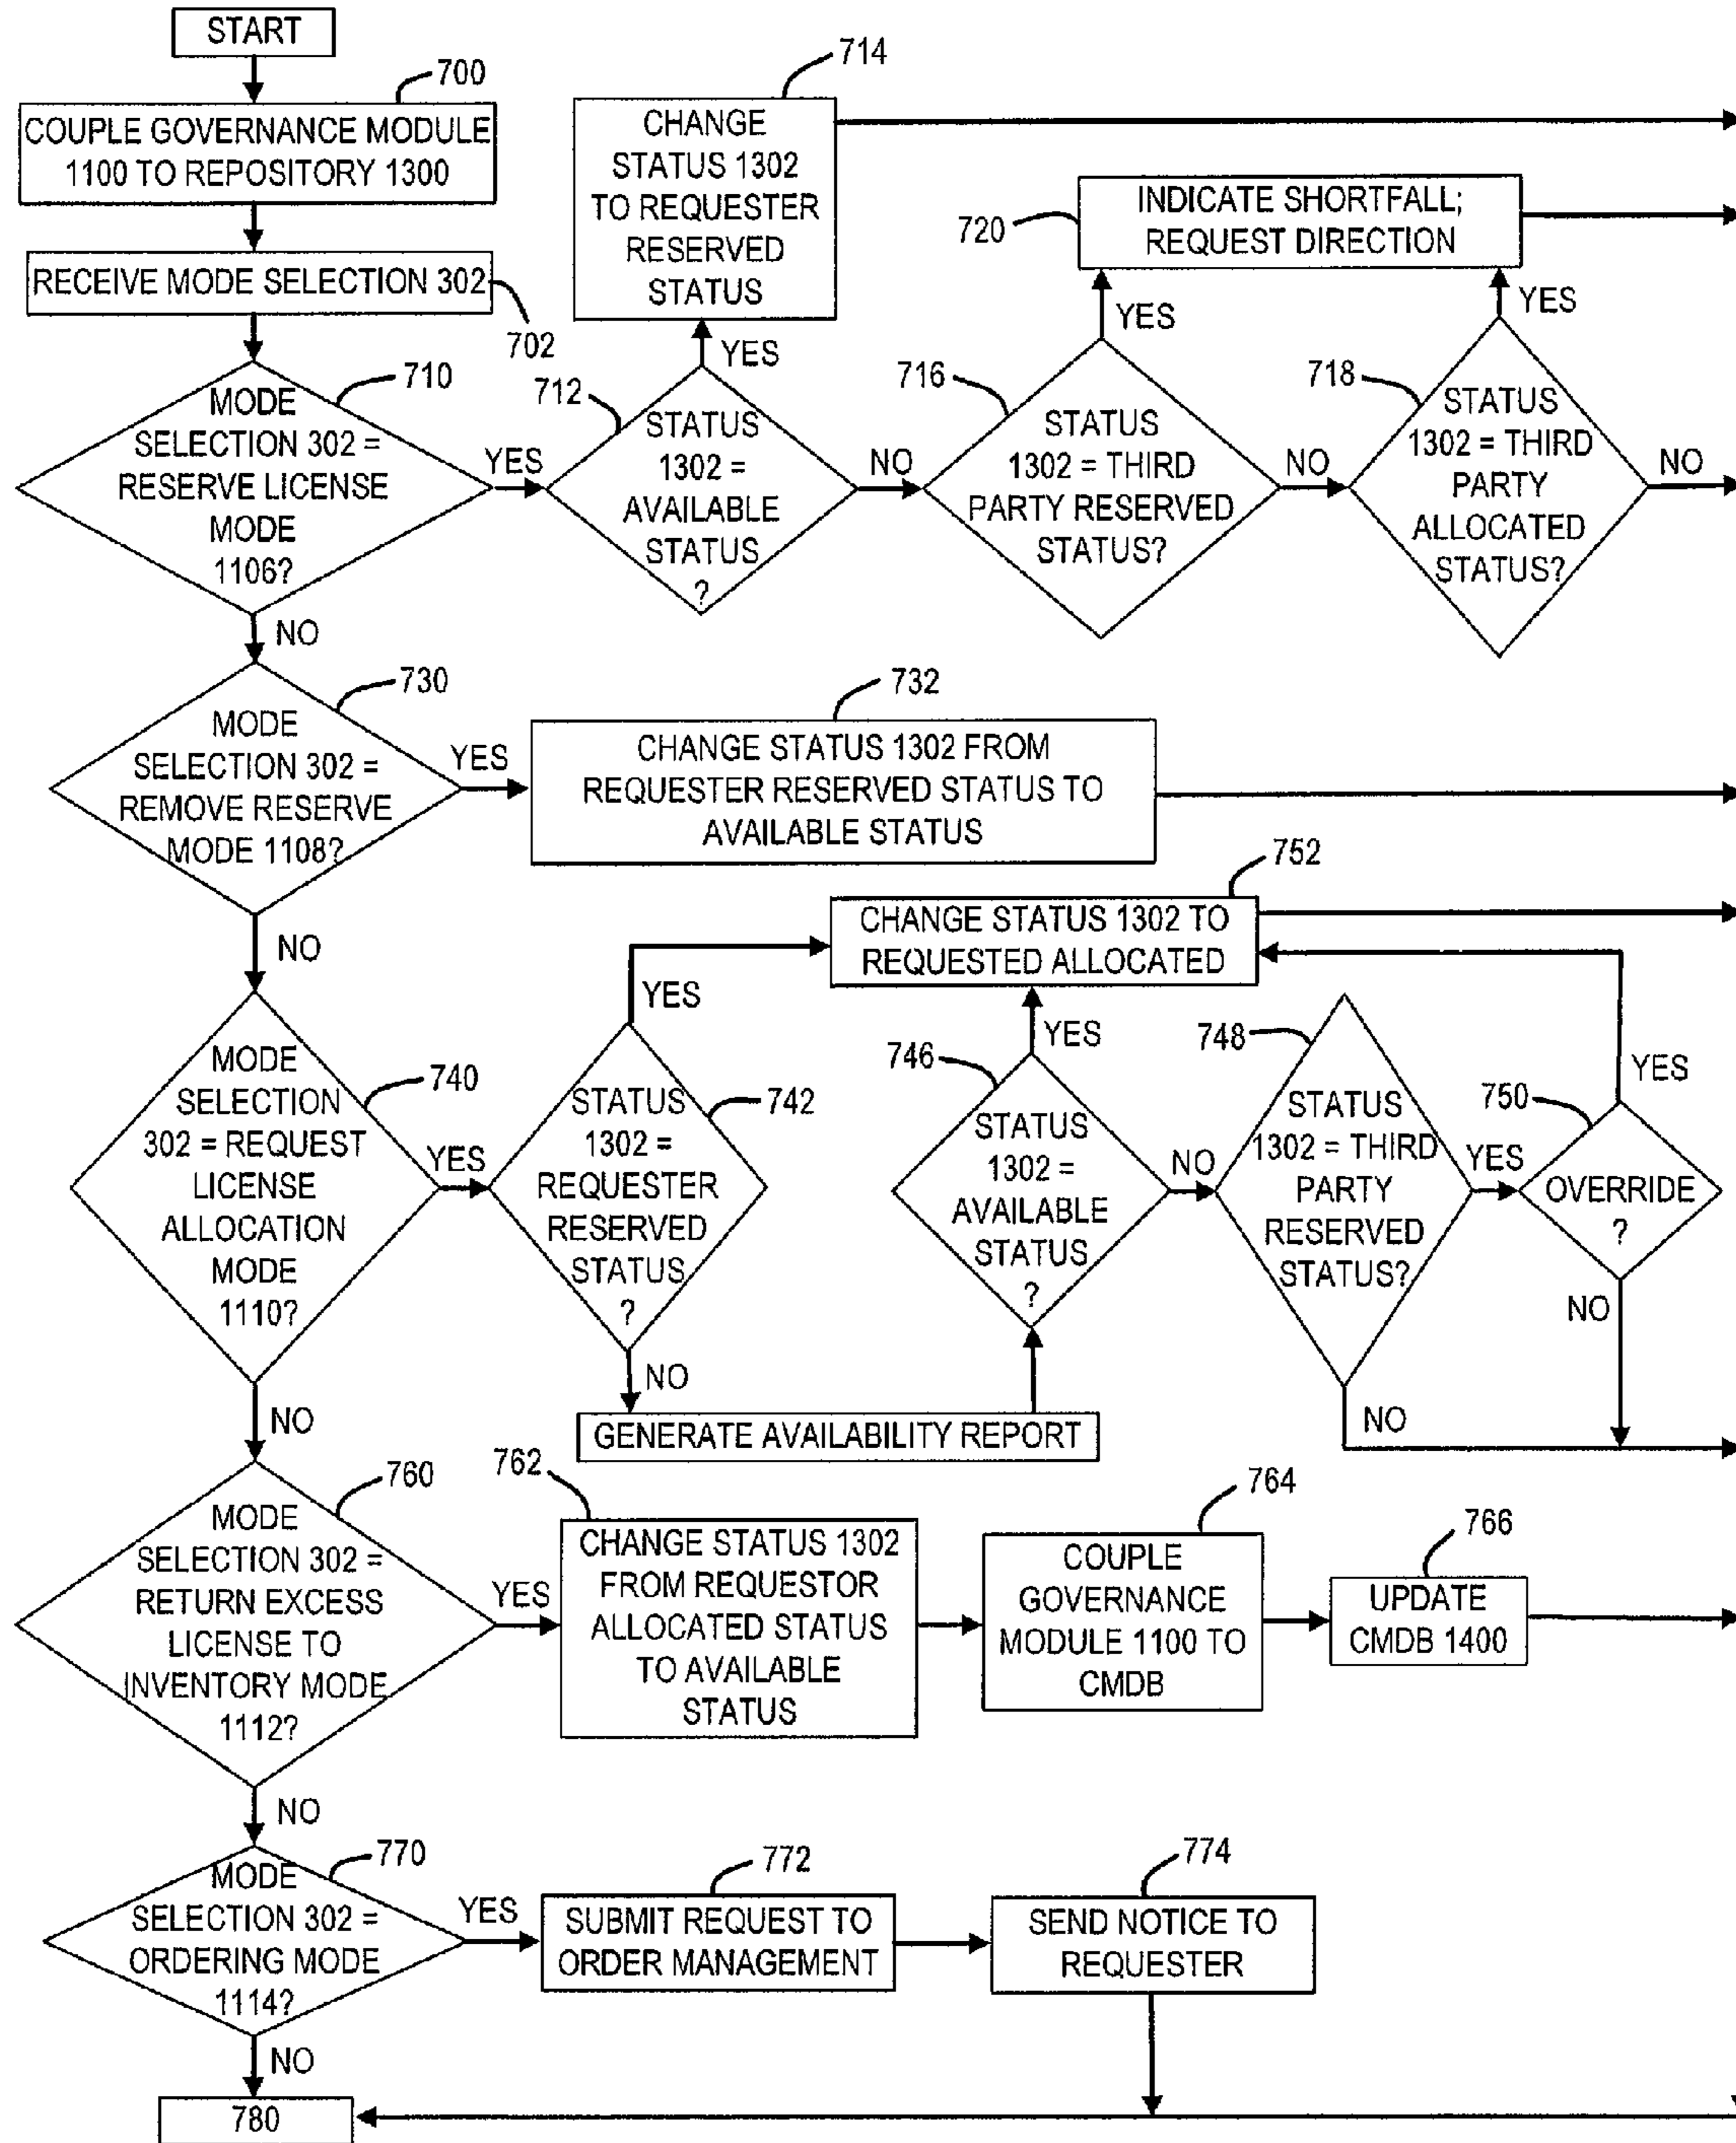 START
700
COUPLE GOVERNANCE MODULE
1100 TO REPOSITORY 1300
RECEIVE MODE SELECTION 302
702
710
MODE
SELECTION 302 =
RESERVE LICENSE
MODE
1106?
YES
NO
712
STATUS
1302 =
AVAILABLE
STATUS
?
YES
NO
714
CHANGE
STATUS 1302
TO REQUESTER
RESERVED
STATUS
716
STATUS
1302 = THIRD
PARTY RESERVED
STATUS?
YES
NO
718
STATUS
1302 = THIRD
PARTY
ALLOCATED
STATUS?
YES
NO
720
INDICATE SHORTFALL;
REQUEST DIRECTION
730
MODE
SELECTION 302 =
REMOVE RESERVE
MODE 1108?
YES
NO
732
CHANGE STATUS 1302 FROM
REQUESTER RESERVED STATUS TO
AVAILABLE STATUS
740
MODE
SELECTION
302 = REQUEST
LICENSE
ALLOCATION
MODE
1110?
YES
NO
742
STATUS
1302 =
REQUESTER
RESERVED
STATUS
?
YES
NO
GENERATE AVAILABILITY REPORT
752
CHANGE STATUS 1302 TO
REQUESTED ALLOCATED
746
STATUS
1302 =
AVAILABLE
STATUS
?
YES
NO
748
STATUS
1302 = THIRD
PARTY
RESERVED
STATUS?
YES
NO
750
OVERRIDE
?
YES
NO
760
MODE
SELECTION 302 =
RETURN EXCESS
LICENSE TO
INVENTORY MODE
1112?
YES
NO
762
CHANGE STATUS 1302
FROM REQUESTOR
ALLOCATED STATUS
TO AVAILABLE
STATUS
764
COUPLE
GOVERNANCE
MODULE 1100 TO
CMDB
766
UPDATE
CMDB 1400
770
MODE
SELECTION 302 =
ORDERING MODE
1114?
YES
NO
772
SUBMIT REQUEST TO
ORDER MANAGEMENT
774
SEND NOTICE TO
REQUESTER
780